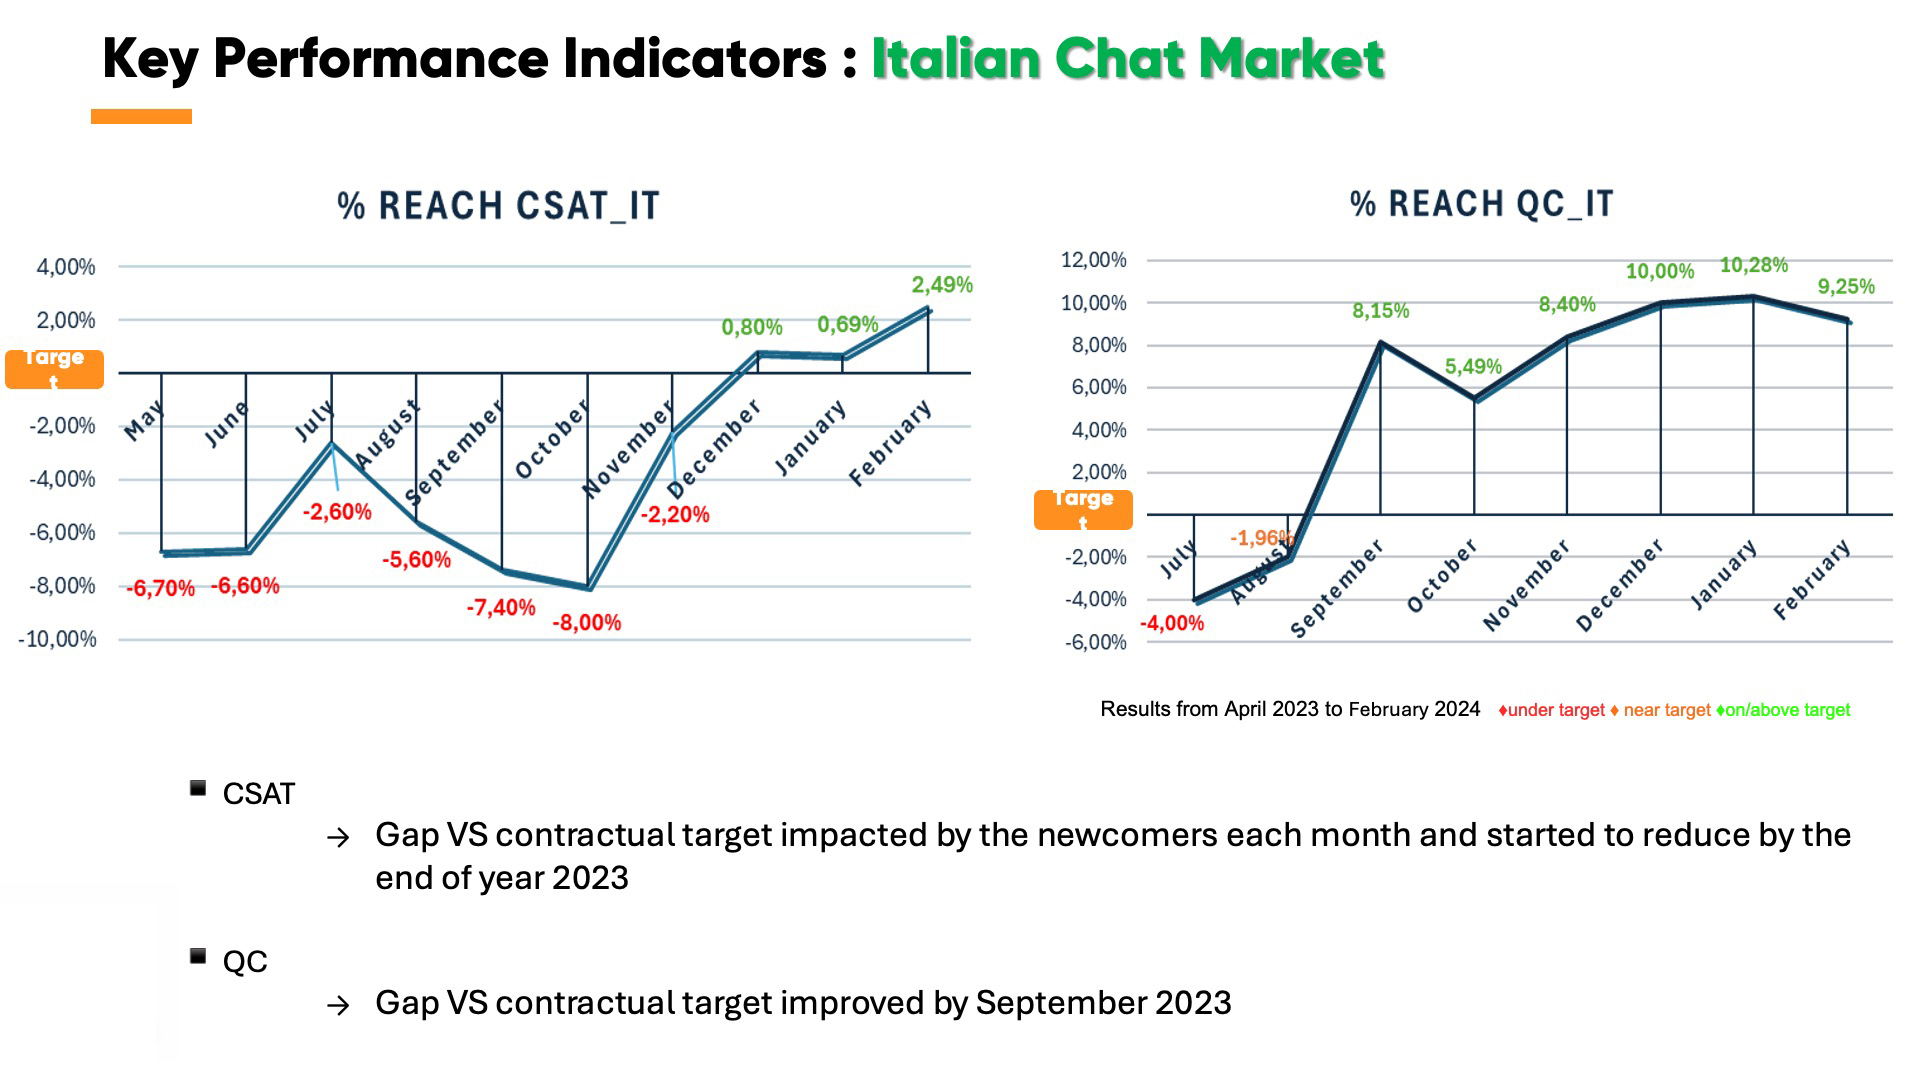 Key Performance Indicators : Italian Chat Market
% REACH CSAT_IT
4,00%
2,00%
Targe
t
-2,00%
-4,00%
-6,00%
-8,00%
-10,00%
May
June
July
August
September
October
November
December
January
February
-6,70%
-6,60%
-2,60%
-5,60%
-7,40%
-8,00%
-2,20%
0,80%
0,69%
2,49%
% REACH QC_IT
12,00%
10,00%
8,00%
6,00%
4,00%
2,00%
Targe
t
-2,00%
-4,00%
-6,00%
July
August
September
October
November
December
January
February
-4,00%
-1,96%
8,15%
5,49%
8,40%
10,00%
10,28%
9,25%
Results from April 2023 to February 2024 ♦under target ♦ near target ♦on/above target
▪ CSAT
→ Gap VS contractual target impacted by the newcomers each month and started to reduce by the
end of year 2023
▪ QC
→ Gap VS contractual target improved by September 2023